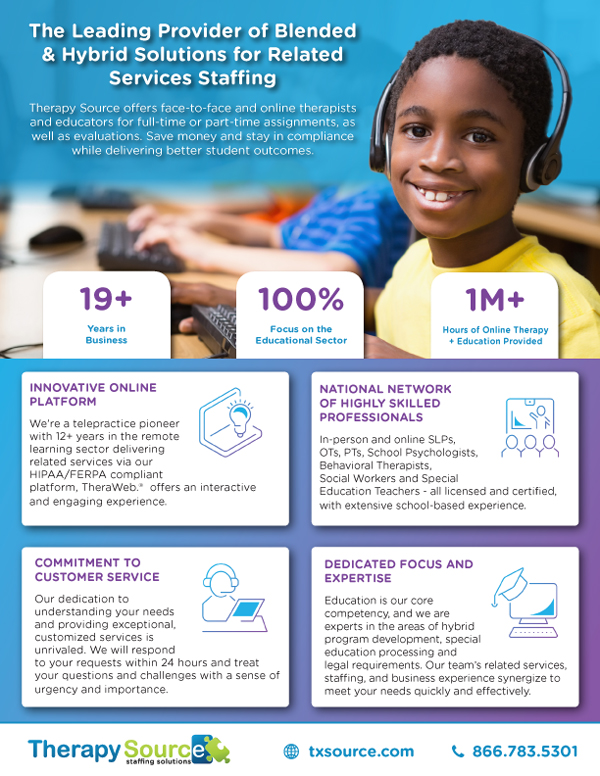 The Leading Provider of Blended
& Hybrid Solutions for Related
Services Staffing
Therapy Source offers face-to-face and online therapists
and educators for full-time or part-time assignments, as
well as evaluations. Save money and stay in compliance
while delivering better student outcomes.
19+
Years in
Business
100%
Focus on the
Educational Sector
1M+
Hours of Online Therapy
+ Education Provided
INNOVATIVE ONLINE
PLATFORM
We're a telepractice pioneer
with 12+ years in the remote
learning sector delivering
related services via our
HIPAA/FERPA compliant
platform, TheraWeb.® offers an interactive
and engaging experience.
NATIONAL NETWORK
OF HIGHLY SKILLED
PROFESSIONALS
In-person and online SLPs,
OTs, PTs, School Psychologists,
Behavioral Therapists,
Social Workers and Special
Education Teachers - all licensed and certified,
with extensive school-based experience.
COMMITMENT TO
CUSTOMER SERVICE
Our dedication to
understanding your needs
and providing exceptional,
customized services is
unrivaled. We will respond
to your requests within 24 hours and treat
your questions and challenges with a sense of
urgency and importance.
DEDICATED FOCUS AND
EXPERTISE
Education is our core
competency, and we are
experts in the areas of hybrid
program development, special
education processing and
legal requirements. Our team's related services,
staffing, and business experience synergize to
meet your needs quickly and effectively.
TherapySource
staffing solutions
txsource.com
866.783.5301